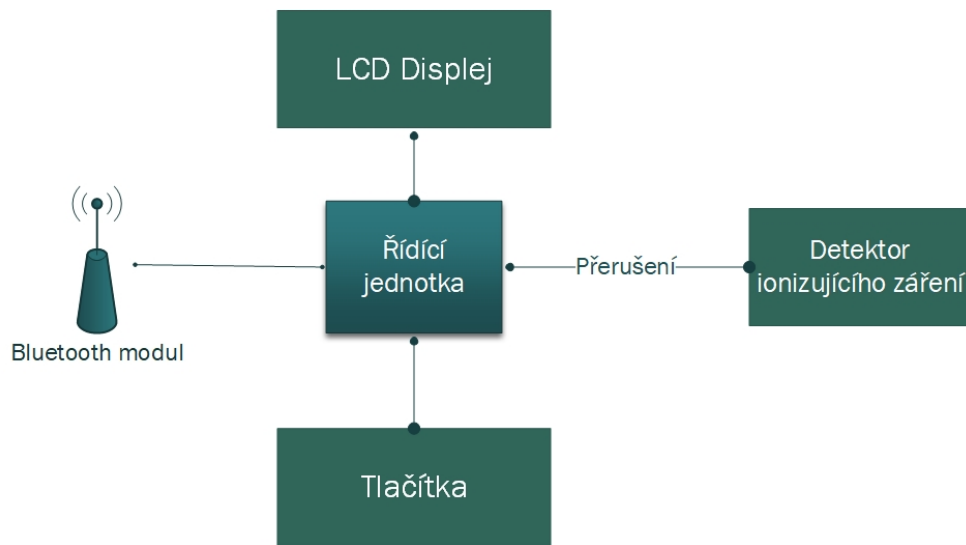 LCD Displej
Řídící
jednotka
Přerušení
Detektor
ionizujícího záření
Bluetooth modul
Tlačítka